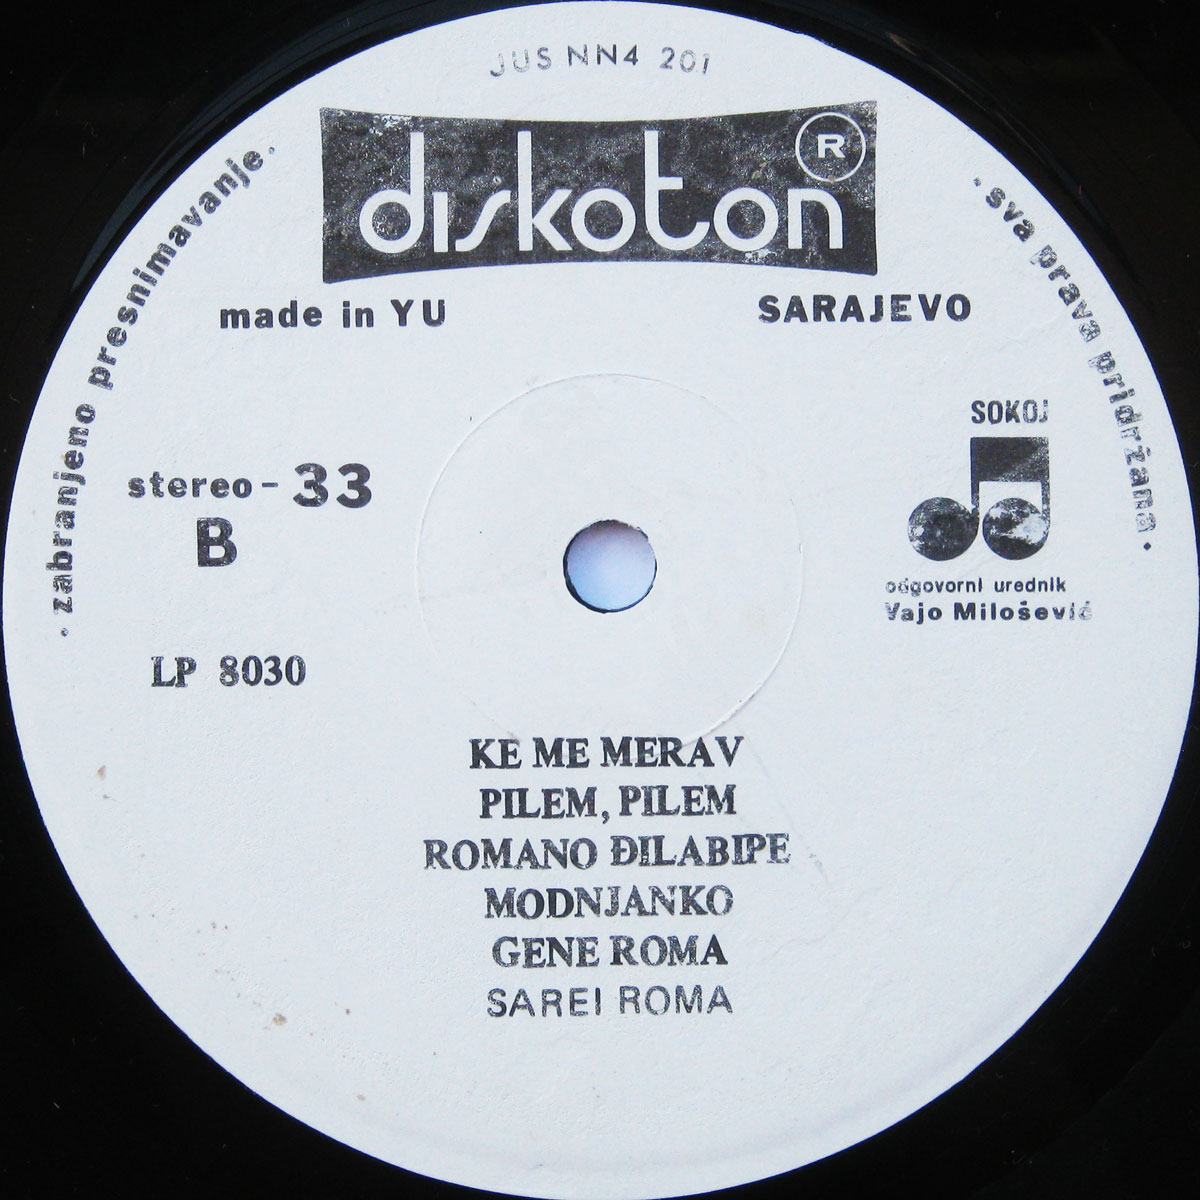 JUS NN4 201
diskoton ®
made in YU
SARAJEVO
· zabranjeno presnimavanje ·
· sva prava pridržana ·
SOKOJ
stereo - 33
B
odgovorni urednik
Vajo Milošević
LP 8030
KE ME MERAV
PILEM, PILEM
ROMANO ĐILABIPE
MODNJANKO
GENE ROMA
SAREI ROMA